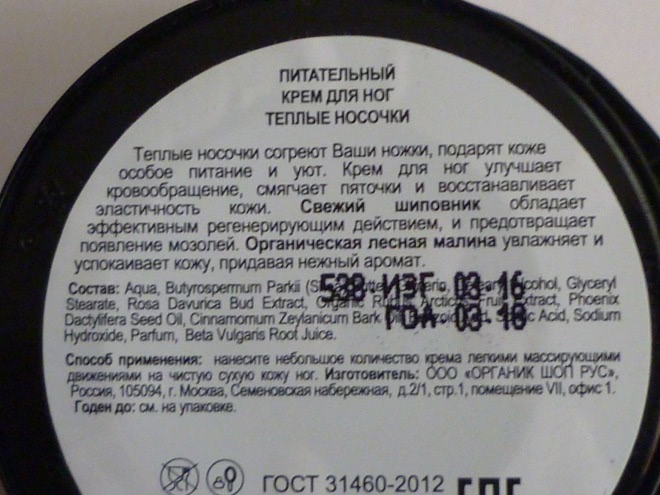 ПИТАТЕЛЬНЫЙ
КРЕМ ДЛЯ НОГ
ТЕПЛЫЕ НОСОЧКИ
Теплые носочки согреют Ваши ножки, подарят коже
особое питание и уют. Крем для ног улучшает
кровообращение, смягчает пяточки и восстанавливает
эластичность кожи. Свежий шиповник обладает
эффективным регенерирующим действием, и предотвращает
появление мозолей. Органическая лесная малина увлажняет и
успокаивает кожу, придавая нежный аромат.
538 ИЗГ. 03-16
Состав: Aqua, Butyrospermum Parkii Alcohol, Glyceryl
Stearate, Rosa Davurica Bud Extract, Organic Fruit Extract, Phoenix
ГОД. 03-18
Dactylifera Seed Oil, Cinnamomum Zeylanicum Bark Acid, Sodium
Hydroxide, Parfum, Beta Vulgaris Root Juice.
Способ применения: нанесите небольшое количество крема легкими массирующими
движениями на чистую сухую кожу ног. Изготовитель: ООО «ОРГАНИК ШОП РУС»,
Россия, 105094, г. Москва, Семеновская набережная, д.2/1, стр.1, помещение VII, офис 1.
Годен до: см. на упаковке.
ГОСТ 31460-2012